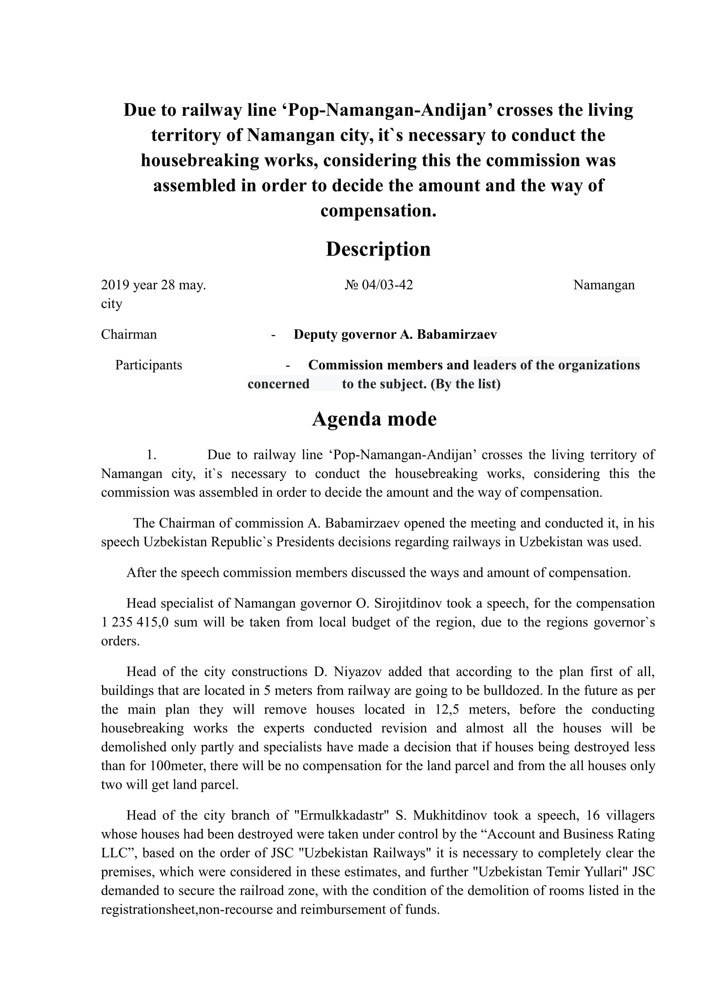 Due to railway line ‘Pop-Namangan-Andijan’ crosses the living
territory of Namangan city, it`s necessary to conduct the
housebreaking works, considering this the commission was
assembled in order to decide the amount and the way of
compensation.
Description
2019 year 28 may. № 04/03-42 Namangan
city
Chairman - Deputy governor A. Babamirzaev
Participants - Commission members and leaders of the organizations
concerned to the subject. (By the list)
Agenda mode
1. Due to railway line ‘Pop-Namangan-Andijan’ crosses the living territory of
Namangan city, it`s necessary to conduct the housebreaking works, considering this the
commission was assembled in order to decide the amount and the way of compensation.
The Chairman of commission A. Babamirzaev opened the meeting and conducted it, in his
speech Uzbekistan Republic`s Presidents decisions regarding railways in Uzbekistan was used.
After the speech commission members discussed the ways and amount of compensation.
Head specialist of Namangan governor O. Sirojitdinov took a speech, for the compensation
1 235 415,0 sum will be taken from local budget of the region, due to the regions governor`s
orders.
Head of the city constructions D. Niyazov added that according to the plan first of all,
buildings that are located in 5 meters from railway are going to be bulldozed. In the future as per
the main plan they will remove houses located in 12,5 meters, before the conducting
housebreaking works the experts conducted revision and almost all the houses will be
demolished only partly and specialists have made a decision that if houses being destroyed less
than for 100meter, there will be no compensation for the land parcel and from the all houses only
two will get land parcel.
Head of the city branch of "Ermulkkadastr" S. Mukhitdinov took a speech, 16 villagers
whose houses had been destroyed were taken under control by the “Account and Business Rating
LLC”, based on the order of JSC "Uzbekistan Railways" it is necessary to completely clear the
premises, which were considered in these estimates, and further "Uzbekistan Temir Yullari" JSC
demanded to secure the railroad zone, with the condition of the demolition of rooms listed in the
registrationsheet,non-recourse and reimbursement of funds.